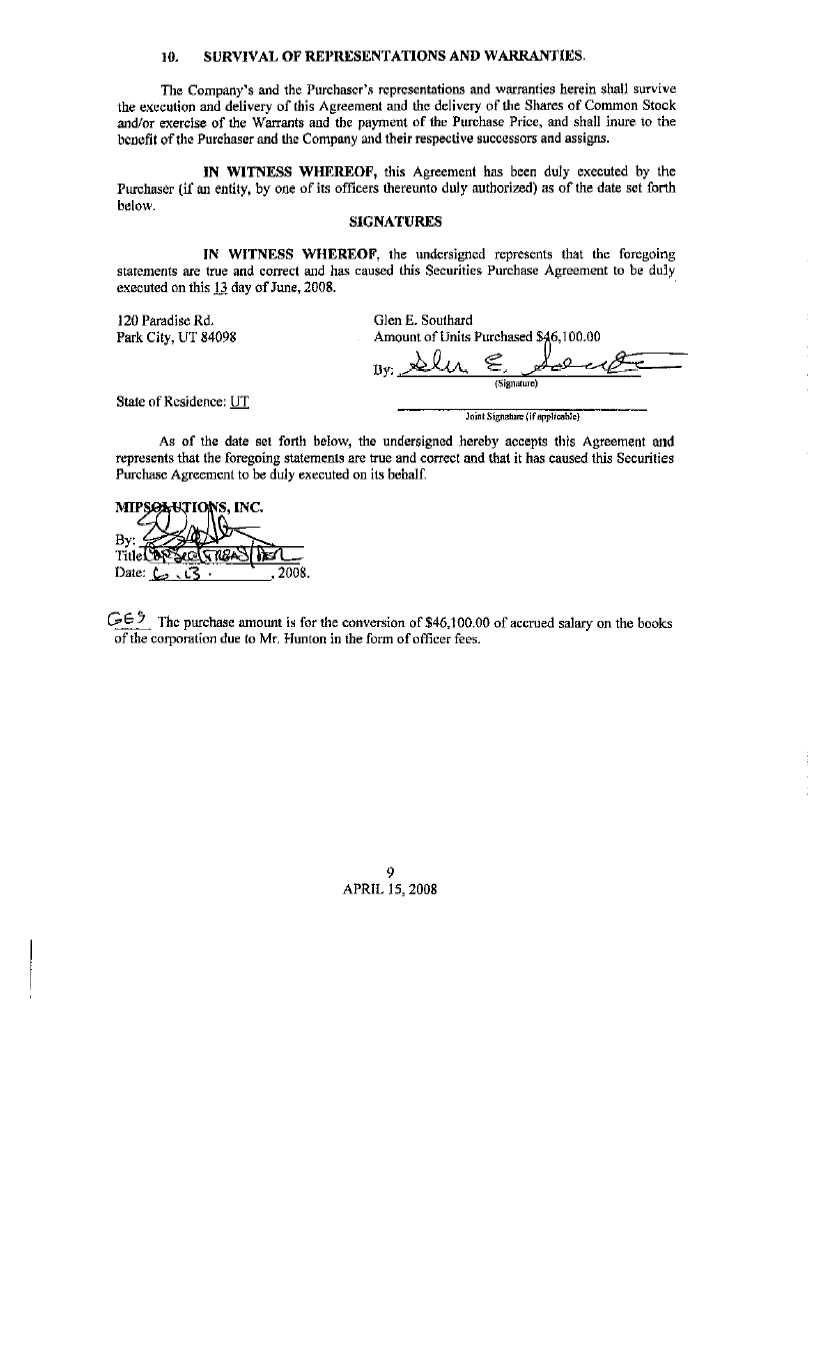 10. SURVIVAL OF REPRESENTATIONS AND WARRANTIES.
The Company's and the Purchaser's representations and warranties herein shall survive
the execution and delivery of this Agreement and the delivery of the Shares of Common Stock
and/or exercise of the Warrants and the payment of the Purchase Price, and shall inure to the
benefit of the Purchaser and the Company and their respective successors and assigns.
IN WITNESS WHEREOF, this Agreement has been duly executed by the
Purchaser (if an entity, by one of its officers thereunto duly authorized) as of the date set forth
below.
SIGNATURES
IN WITNESS WHEREOF, the undersigned represents that the foregoing
statements are true and correct and has caused this Securities Purchase Agreement to be duly
executed on this 13 day of June, 2008.
120 Paradise Rd. Glen E. Southard
Park City, UT 84098 Amount of Units Purchased $46,100.00
By: Glen E.
(Signature)
State of Residence: UT
Joint Signature (if applicable)
As of the date set forth below, the undersigned hereby accepts this Agreement and
represents that the foregoing statements are true and correct and that it has caused this Securities
Purchase Agreement to be duly executed on its behalf.
MIPSOLUTIONS, INC.
By:
Title:
Date: 6.13. , 2008.
GES The purchase amount is for the conversion of $46,100.00 of accrued salary on the books
of the corporation due to Mr. Hunton in the form of officer fees.
9
APRIL 15, 2008